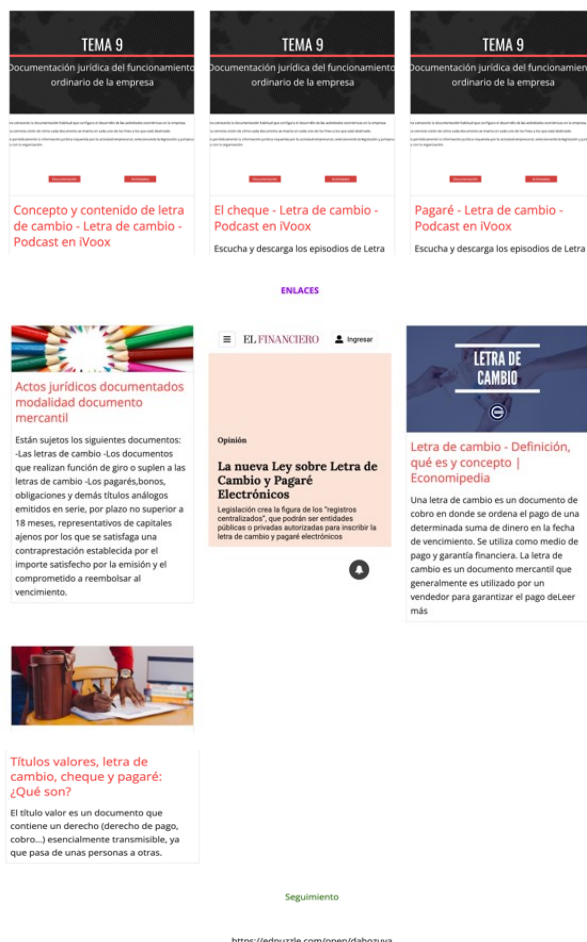 TEMA 9
Documentación jurídica del funcionamiento
ordinario de la empresa
Documentación
Actividades
Concepto y contenido de letra
de cambio - Letra de cambio -
Podcast en iVoox
TEMA 9
Documentación jurídica del funcionamiento
ordinario de la empresa
Documentación
Actividades
El cheque - Letra de cambio -
Podcast en iVoox
Escucha y descarga los episodios de Letra
TEMA 9
Documentación jurídica del funcionamien
ordinario de la empresa
Documentación
Actividades
Pagaré - Letra de cambio -
Podcast en iVoox
Escucha y descarga los episodios de Letra
ENLACES
Actos jurídicos documentados
modalidad documento
mercantil
Están sujetos los siguientes documentos:
-Las letras de cambio -Los documentos
que realizan función de giro o suplen a las
letras de cambio -Los pagarés,bonos,
obligaciones y demás títulos análogos
emitidos en serie, por plazo no superior a
18 meses, representativos de capitales
ajenos por los que se satisfaga una
contraprestación establecida por el
importe satisfecho por la emisión y el
comprometido a reembolsar al
vencimiento.
EL FINANCIERO
Ingresar
Opinión
La nueva Ley sobre Letra de
Cambio y Pagaré
Electrónicos
Legislación crea la figura de los "registros
centralizados", que podrán ser entidades
públicas o privadas autorizadas para inscribir la
letra de cambio y pagaré electrónicos
LETRA DE
CAMBIO
Letra de cambio - Definición,
qué es y concepto |
Economipedia
Una letra de cambio es un documento de
cobro en donde se ordena el pago de una
determinada suma de dinero en la fecha
de vencimiento. Se utiliza como medio de
pago y garantía financiera. La letra de
cambio es un documento mercantil que
generalmente es utilizado por un
vendedor para garantizar el pago deLeer
más
Títulos valores, letra de
cambio, cheque y pagaré:
¿Qué son?
El título valor es un documento que
contiene un derecho (derecho de pago,
cobro...) esencialmente transmisible, ya
que pasa de unas personas a otras.
Seguimiento
https://edpuzzle.com/open/dahozuva